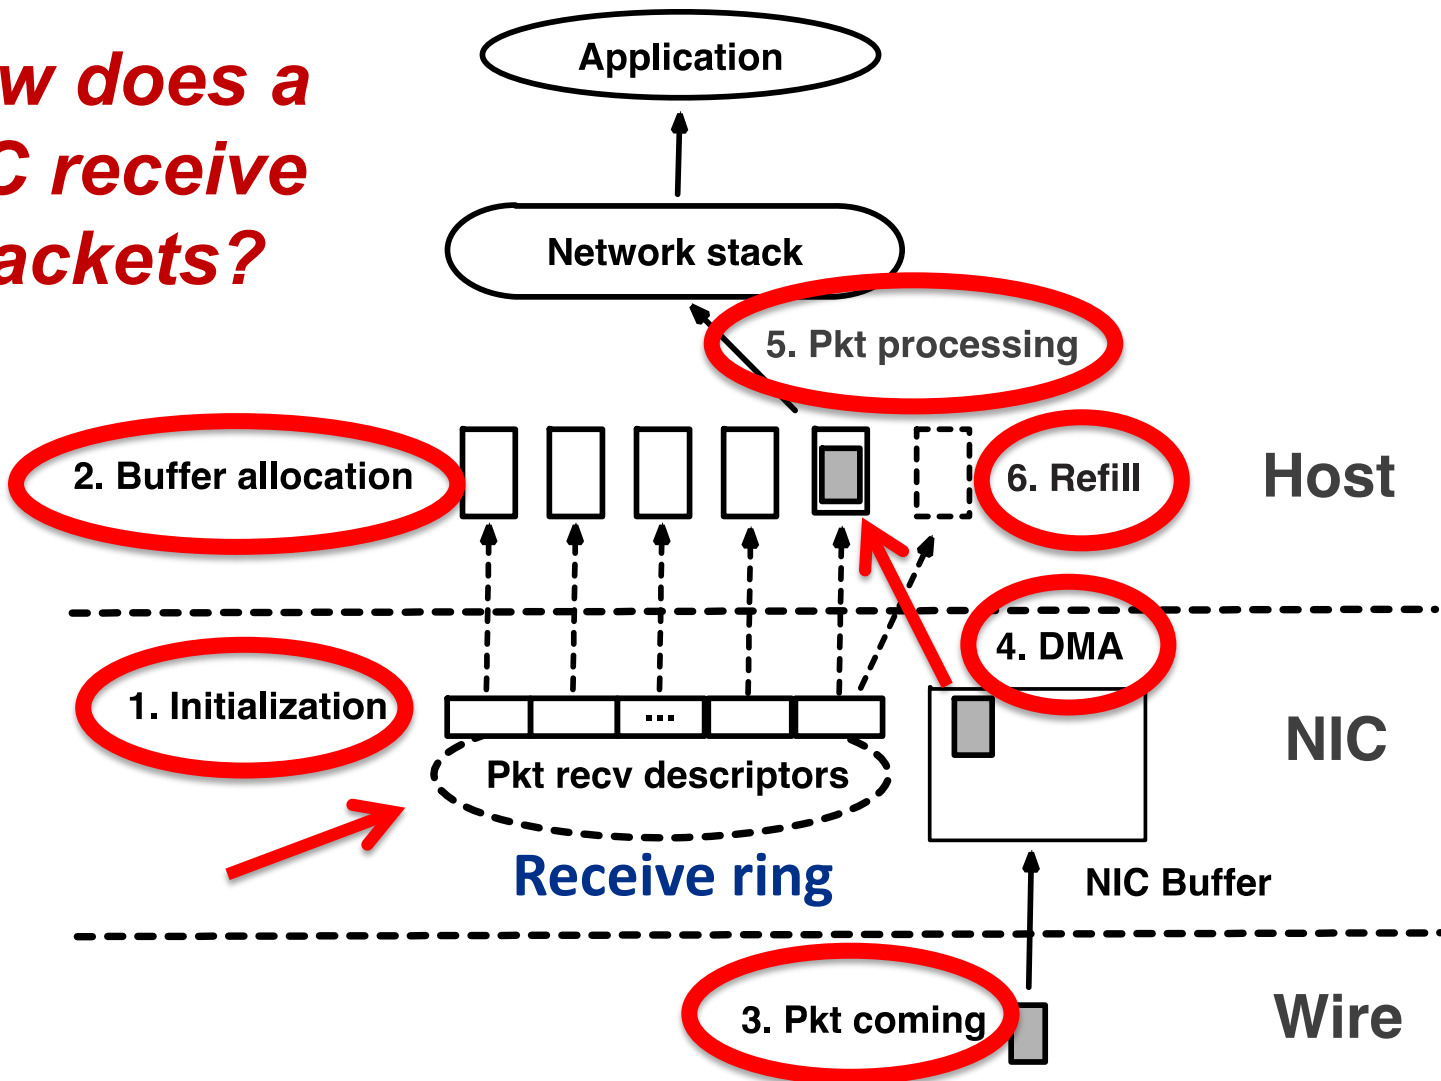 w does a
C receive
ackets?
Application
Network stack
5. Pkt processing
2. Buffer allocation
6. Refill
Host
4. DMA
1. Initialization
...
NIC
Pkt recv descriptors
Receive ring
NIC Buffer
3. Pkt coming
Wire